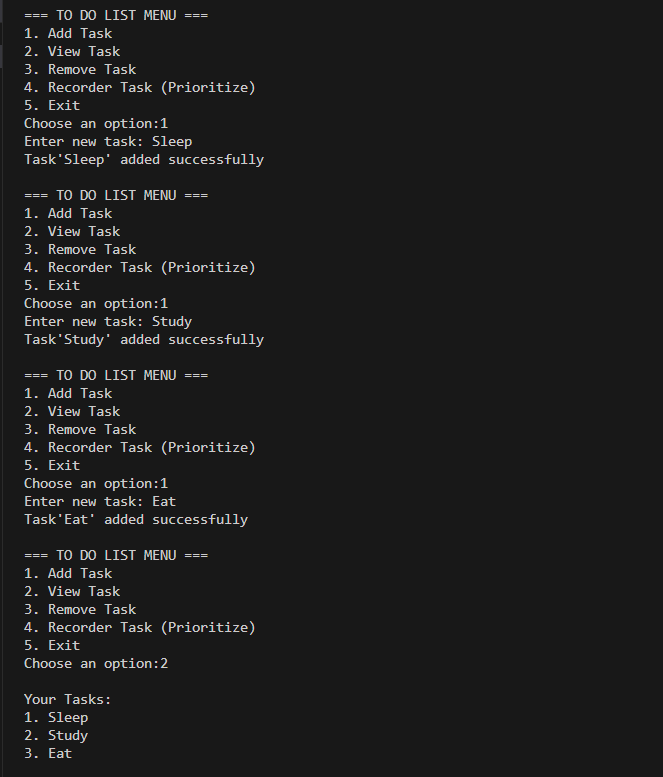 === TO DO LIST MENU ===
1. Add Task
2. View Task
3. Remove Task
4. Recorder Task (Prioritize)
5. Exit
Choose an option:1
Enter new task: Sleep
Task'Sleep' added successfully

=== TO DO LIST MENU ===
1. Add Task
2. View Task
3. Remove Task
4. Recorder Task (Prioritize)
5. Exit
Choose an option:1
Enter new task: Study
Task'Study' added successfully

=== TO DO LIST MENU ===
1. Add Task
2. View Task
3. Remove Task
4. Recorder Task (Prioritize)
5. Exit
Choose an option:1
Enter new task: Eat
Task'Eat' added successfully

=== TO DO LIST MENU ===
1. Add Task
2. View Task
3. Remove Task
4. Recorder Task (Prioritize)
5. Exit
Choose an option:2

Your Tasks:
1. Sleep
2. Study
3. Eat